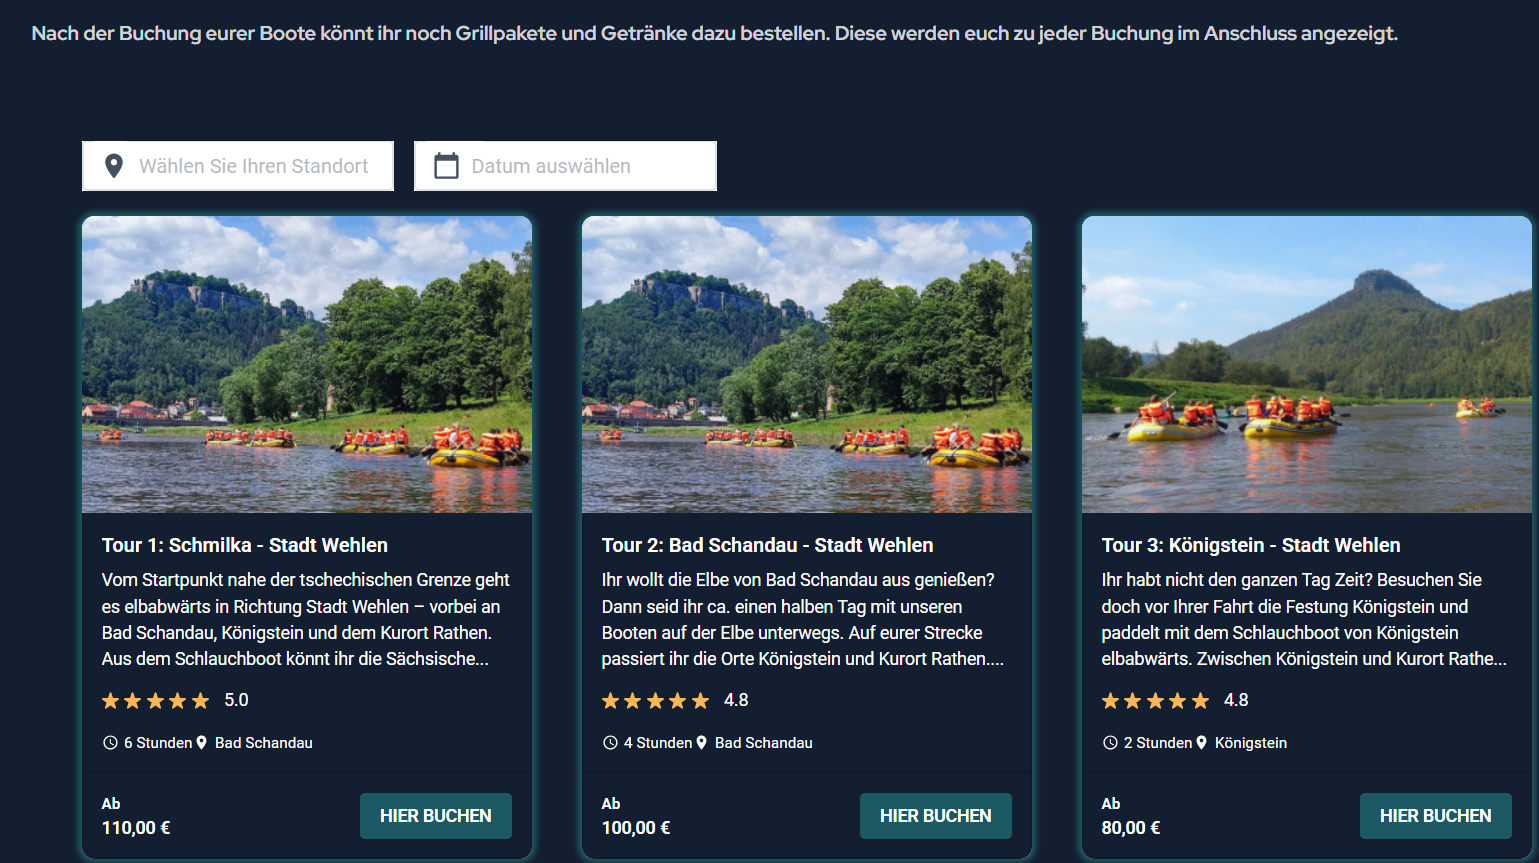 Nach der Buchung eurer Boote könnt ihr noch Grillpakete und Getränke dazu bestellen. Diese werden euch zu jeder Buchung im Anschluss angezeigt.
Wählen Sie Ihren Standort
Datum auswählen
Tour 1: Schmilka - Stadt Wehlen
Vom Startpunkt nahe der tschechischen Grenze geht
es elbabwärts in Richtung Stadt Wehlen – vorbei an
Bad Schandau, Königstein und dem Kurort Rathen.
Aus dem Schlauchboot könnt ihr die Sächsische...
5.0
6 Stunden Bad Schandau
Ab
110,00 €
HIER BUCHEN
Tour 2: Bad Schandau - Stadt Wehlen
Ihr wollt die Elbe von Bad Schandau aus genießen?
Dann seid ihr ca. einen halben Tag mit unseren
Booten auf der Elbe unterwegs. Auf eurer Strecke
passiert ihr die Orte Königstein und Kurort Rathen....
4.8
4 Stunden Bad Schandau
Ab
100,00 €
HIER BUCHEN
Tour 3: Königstein - Stadt Wehlen
Ihr habt nicht den ganzen Tag Zeit? Besuchen Sie
doch vor Ihrer Fahrt die Festung Königstein und
paddelt mit dem Schlauchboot von Königstein
elbabwärts. Zwischen Königstein und Kurort Rathe...
4.8
2 Stunden Königstein
Ab
80,00 €
HIER BUCHEN